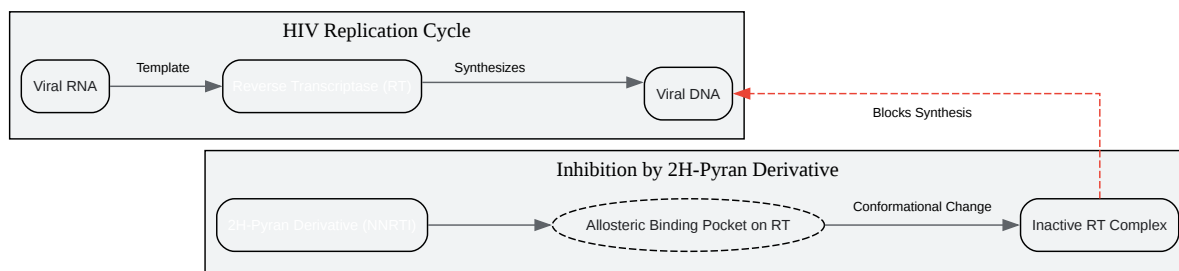 HIV Replication Cycle
Viral RNA
Template
Reverse Transcriptase (RT)
Synthesizes
Viral DNA
Blocks Synthesis
Inhibition by 2H-Pyran Derivative
2H-Pyran Derivative (NNRTI)
Allosteric Binding Pocket on RT
Conformational Change
Inactive RT Complex